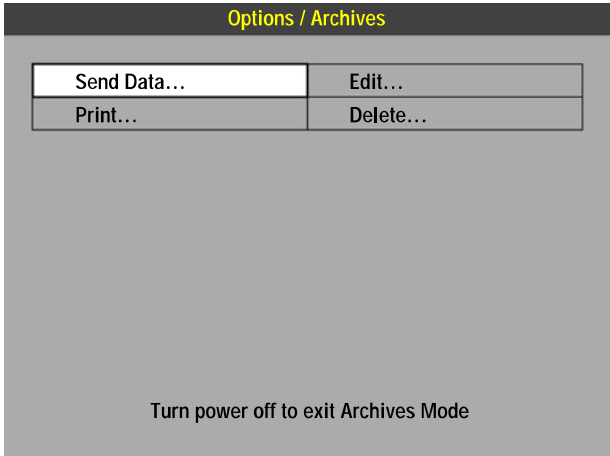 Options / Archives
Send Data... Edit...
Print... Delete...
Turn power off to exit Archives Mode